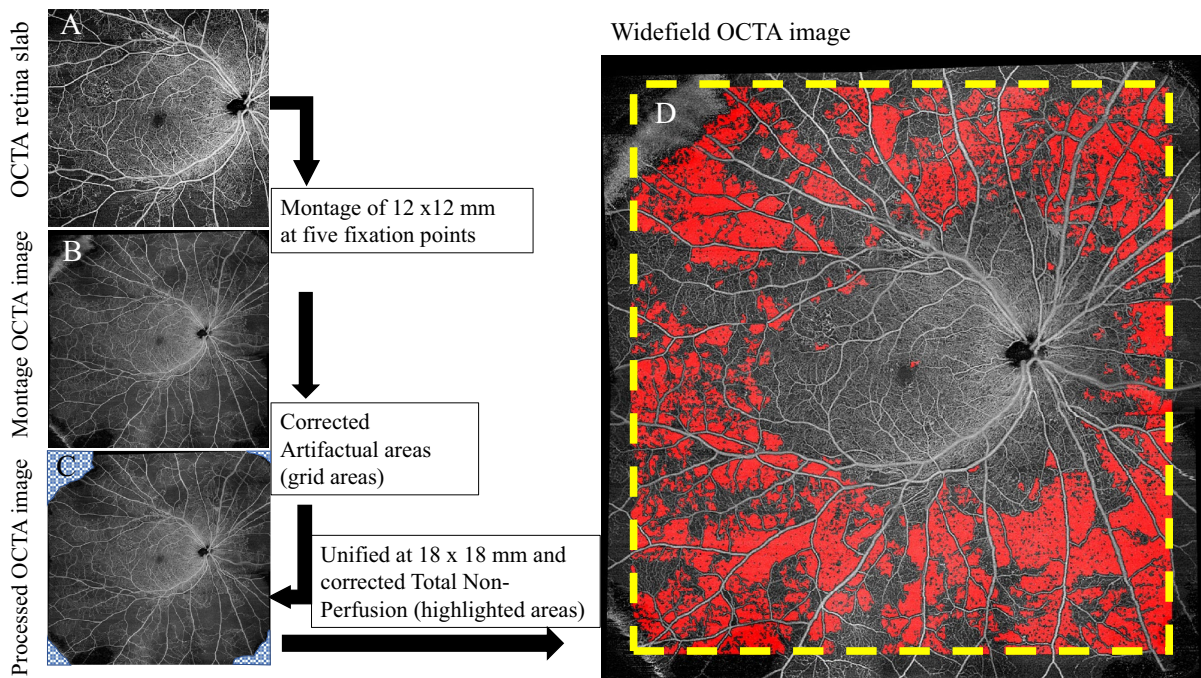 OCTA retina slab
A
Montage of 12 x12 mm
at five fixation points
Montage OCTA image
B
Corrected
Artifactual areas
(grid areas)
Processed OCTA image
C
Unified at 18 x 18 mm and
corrected Total Non-
Perfusion (highlighted areas)
Widefield OCTA image
D